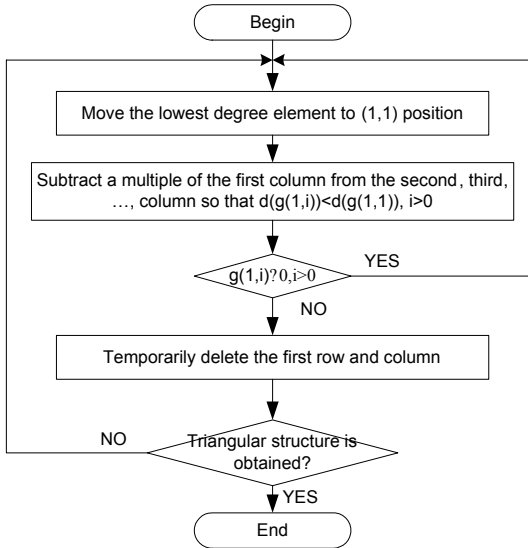 Begin
Move the lowest degree element to (1,1) position
Subtract a multiple of the first column from the second, third,
…, column so that d(g(1,i))<d(g(1,1)), i>0
g(1,i)?0,i>0
YES
NO
Temporarily delete the first row and column
NO
Triangular structure is
obtained?
YES
End